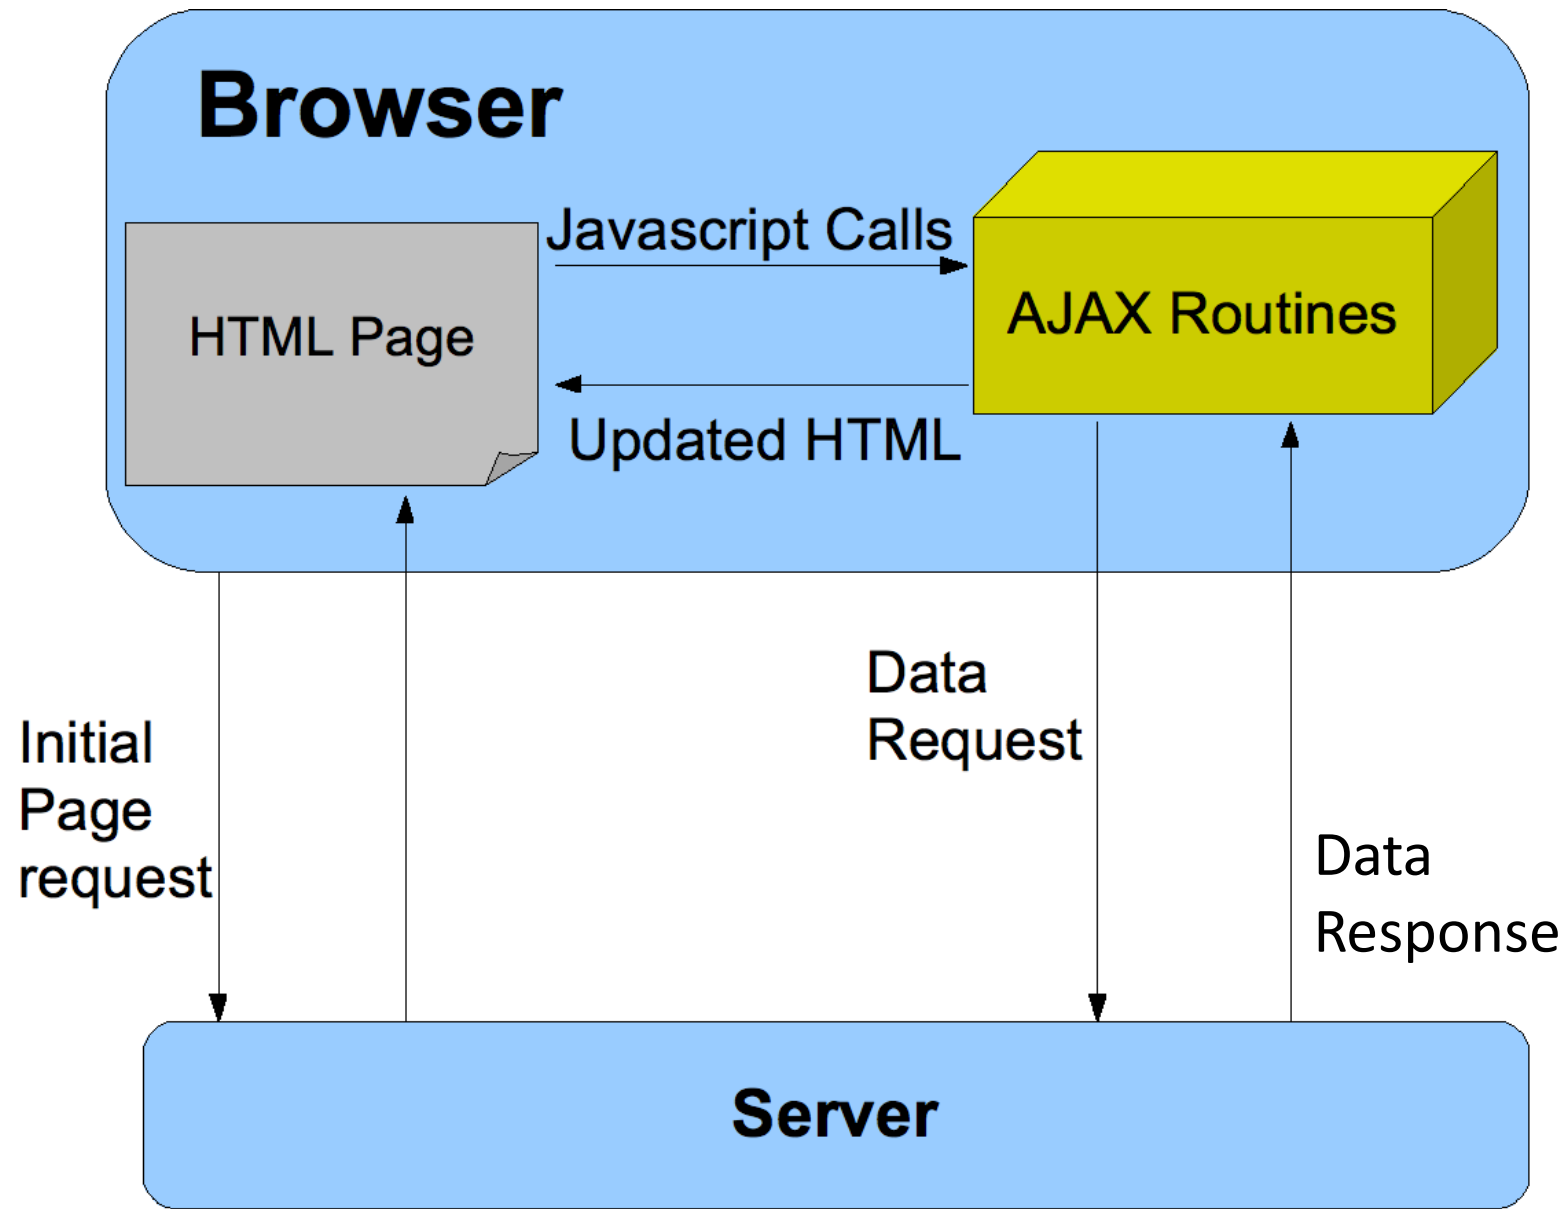 Browser
Javascript Calls
HTML Page
AJAX Routines
Updated HTML
Initial
Page
request
Data
Request
Data
Response
Server